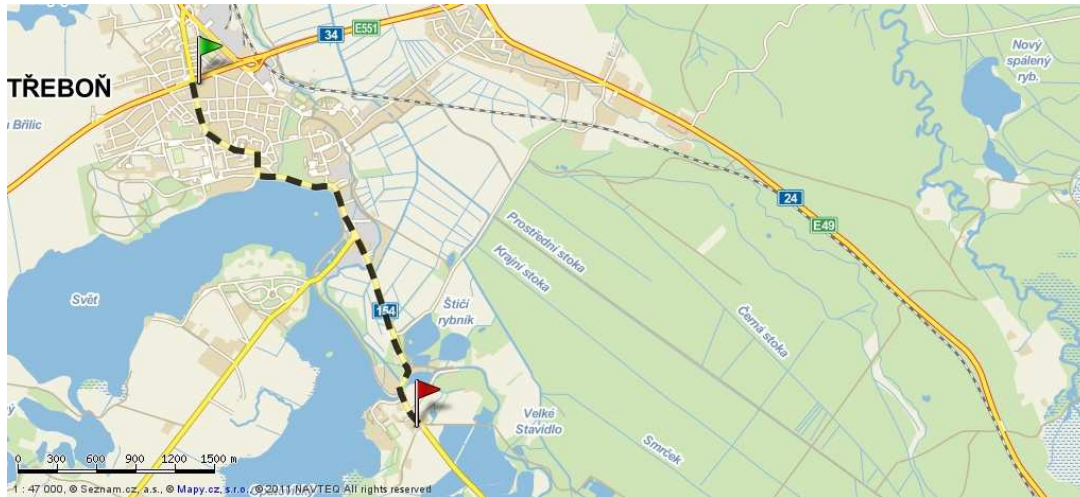 34
E551
Nový
spálený
ryb.
TŘEBOŇ
u Břilic
24
E49
Prostřední stoka
Krajní stoka
Svět
154
Štičí
rybník
Černá stoka
Velké
Stavidlo
Smrček
0 300 600 900 1200 1500 m
1 : 47 000, © Seznam.cz, a.s., © Mapy.cz, s.r.o., © 2011 NAVTEQ All rights reserved